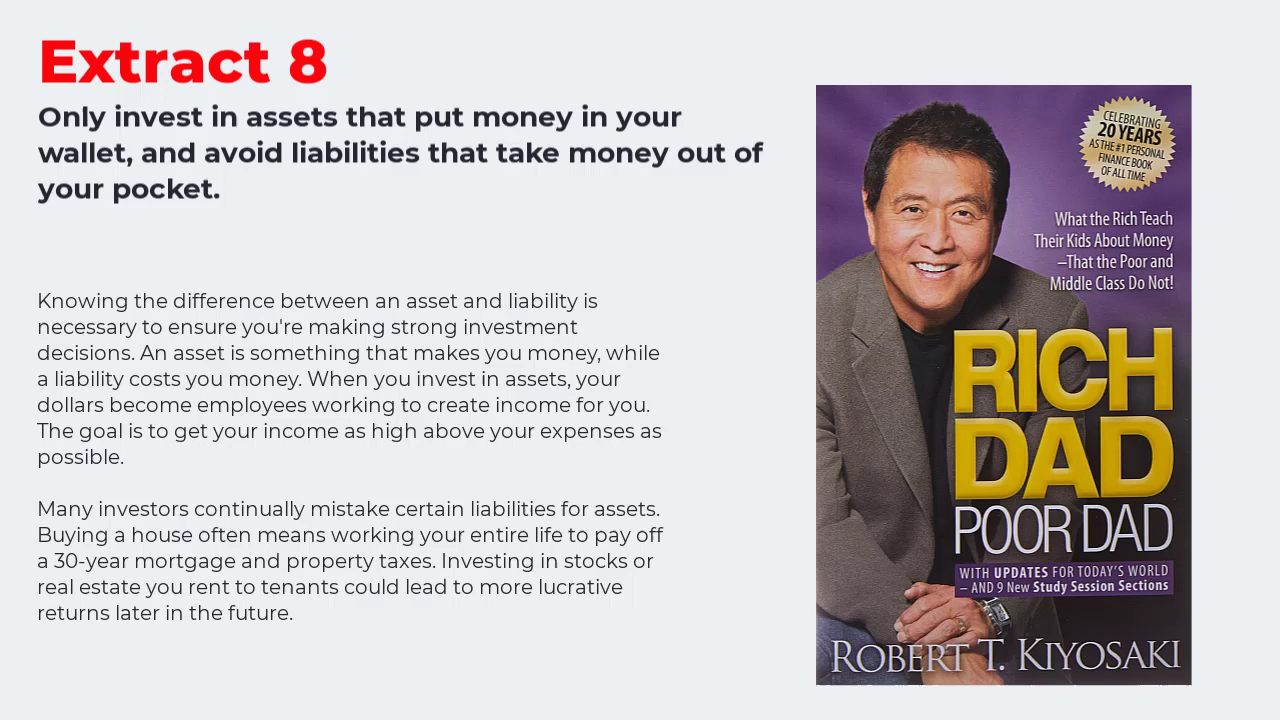 Extract 8
Only invest in assets that put money in your
wallet, and avoid liabilities that take money out of
your pocket.
Knowing the difference between an asset and liability is
necessary to ensure you're making strong investment
decisions. An asset is something that makes you money, while
a liability costs you money. When you invest in assets, your
dollars become employees working to create income for you.
The goal is to get your income as high above your expenses as
possible.
Many investors continually mistake certain liabilities for assets.
Buying a house often means working your entire life to pay off
a 30-year mortgage and property taxes. Investing in stocks or
real estate you rent to tenants could lead to more lucrative
returns later in the future.
CELEBRATING
20 YEARS
AS THE #1 PERSONAL
FINANCE BOOK
OF ALL TIME
What the Rich Teach
Their Kids About Money
–That the Poor and
Middle Class Do Not!
RICH
DAD
POOR DAD
WITH UPDATES FOR TODAY'S WORLD
– AND 9 New Study Session Sections
ROBERT T. KIYOSAKI